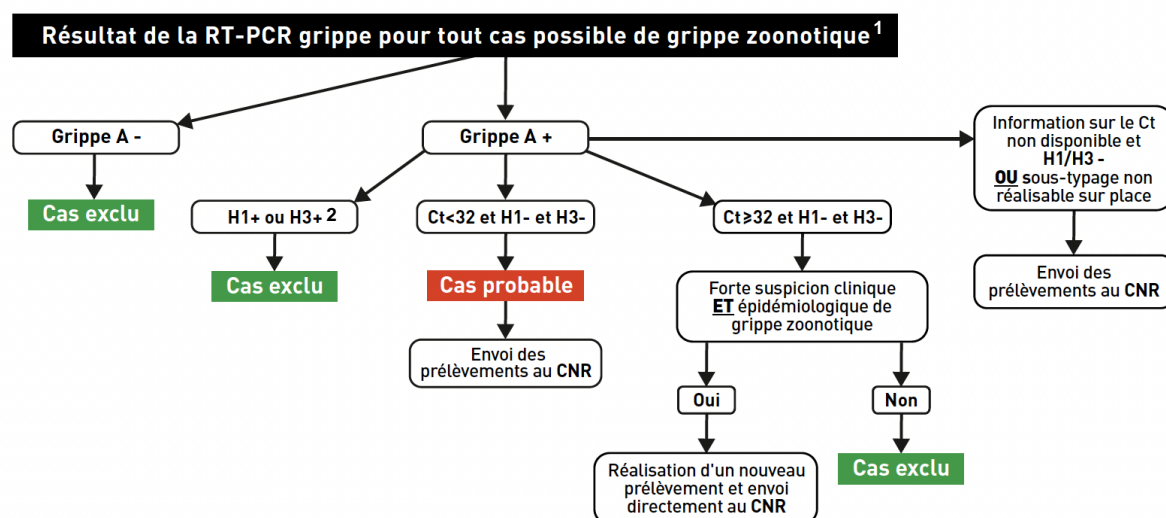 Résultat de la RT-PCR grippe pour tout cas possible de grippe zoonotique¹
Grippe A -
Cas exclu
Grippe A +
H1+ ou H3+ 2
Cas exclu
Ct<32 et H1- et H3-
Cas probable
Envoi des
prélèvements au CNR
Ct⩾32 et H1- et H3-
Forte suspicion clinique
ET épidémiologique de
grippe zoonotique
Oui
Réalisation d'un nouveau
prélèvement et envoi
directement au CNR
Non
Cas exclu
Information sur le Ct
non disponible et
H1/H3 -
OU sous-typage non
réalisable sur place
Envoi des
prélèvements au CNR